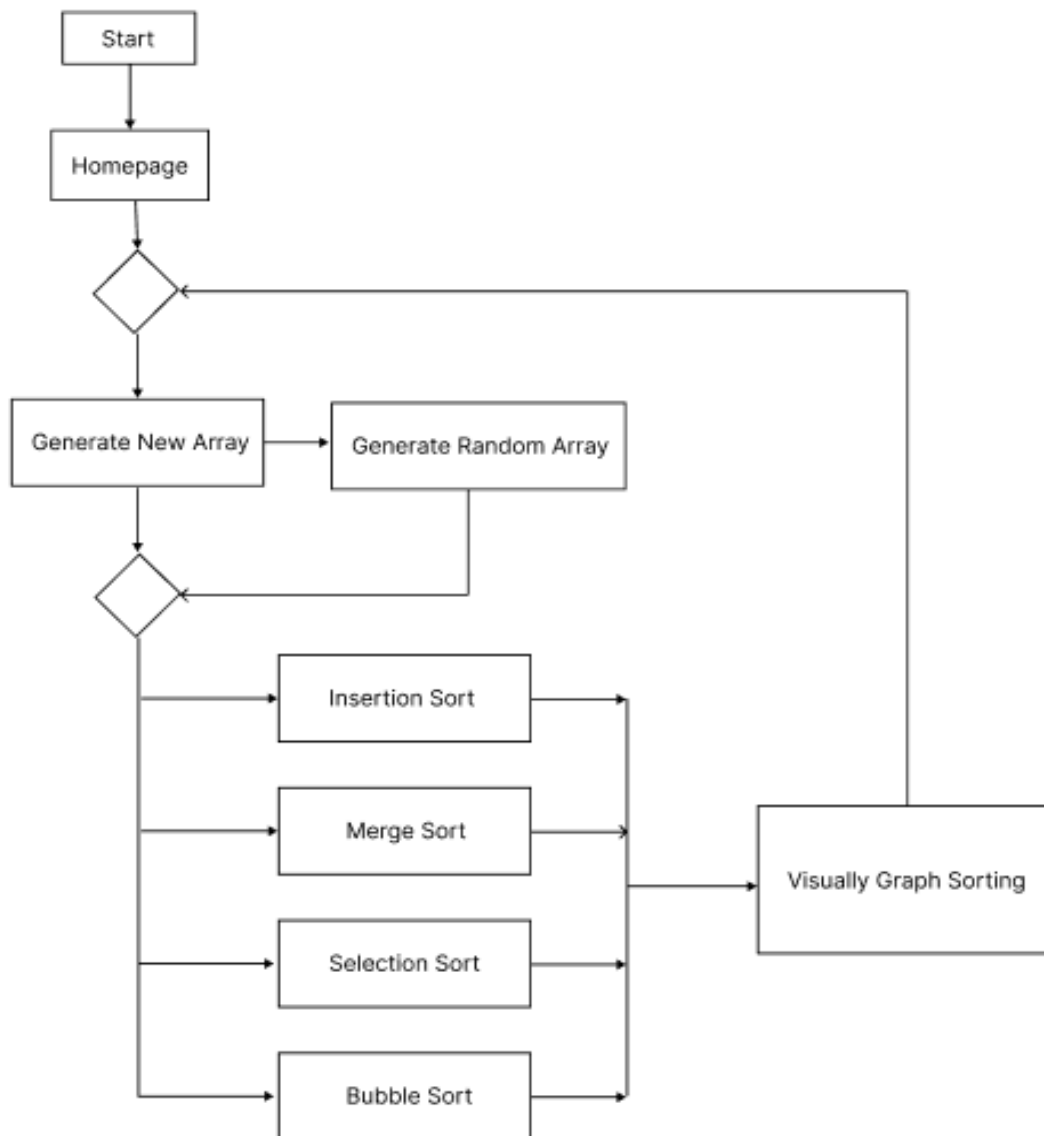 Start
Homepage
Generate New Array
Generate Random Array
Insertion Sort
Merge Sort
Visually Graph Sorting
Selection Sort
Bubble Sort